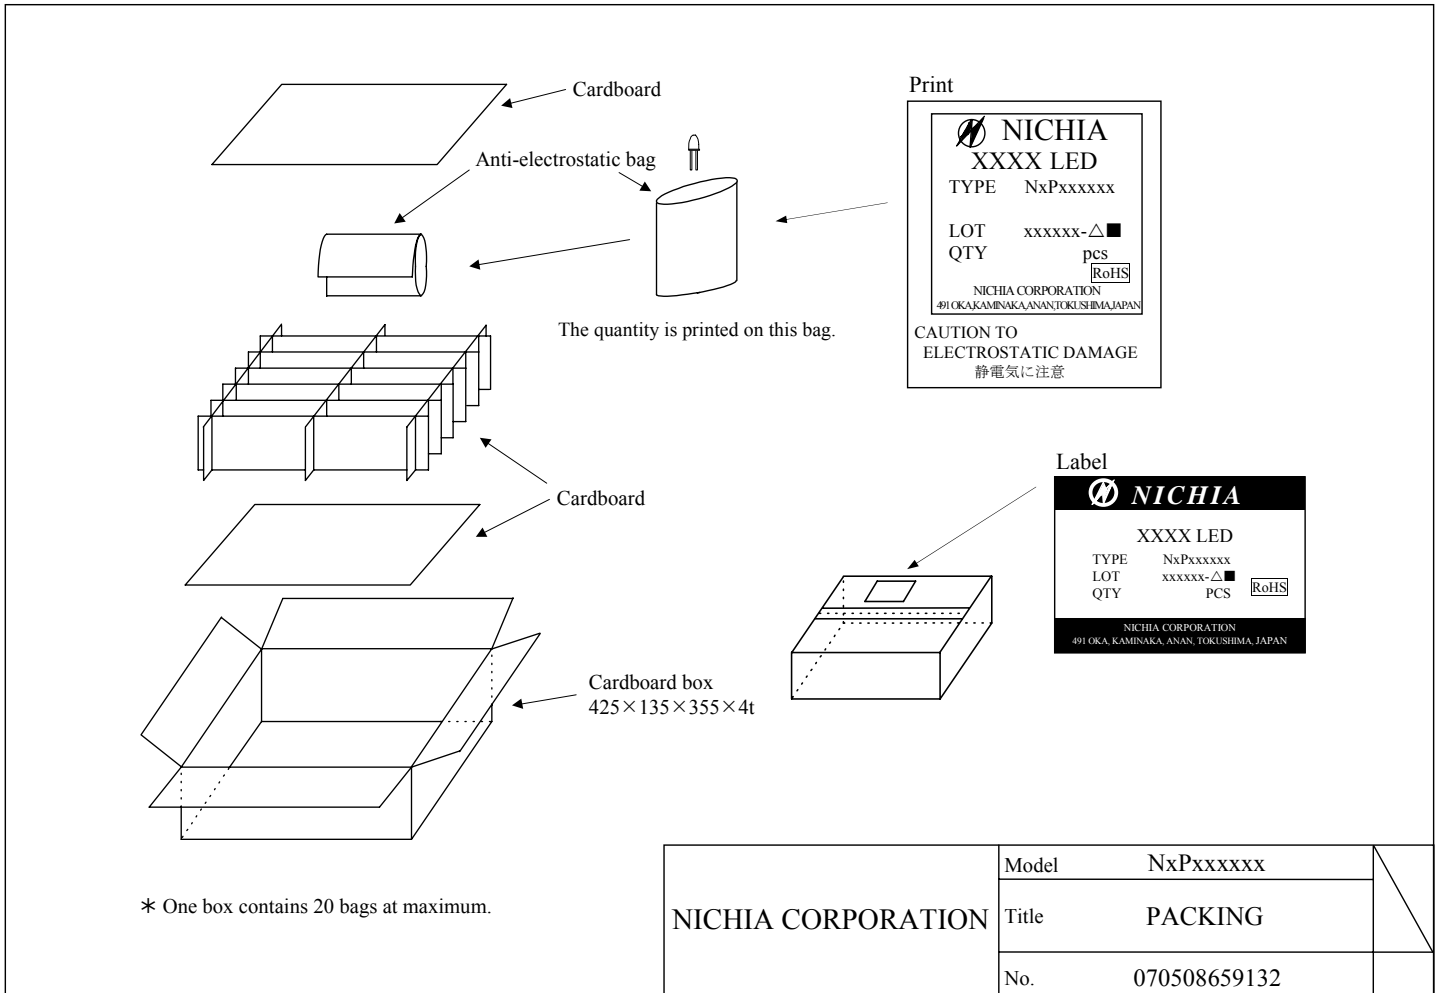 Cardboard
Anti-electrostatic bag
The quantity is printed on this bag.
Print
NICHIA
XXXX LED
TYPE NxPxxxxxx
LOT xxxxxx-△■
QTY pcs
RoHS
NICHIA CORPORATION
491 OKA,KAMINAKA,ANAN,TOKUSHIMA,JAPAN
CAUTION TO
ELECTROSTATIC DAMAGE
静電気に注意
Cardboard
Label
NICHIA
XXXX LED
TYPE NxPxxxxxx
LOT xxxxxx-△■
QTY PCS
RoHS
NICHIA CORPORATION
491 OKA, KAMINAKA, ANAN, TOKUSHIMA, JAPAN
Cardboard box
425×135×355×4t
* One box contains 20 bags at maximum.
NICHIA CORPORATION
Model NxPxxxxxx
Title PACKING
No. 070508659132